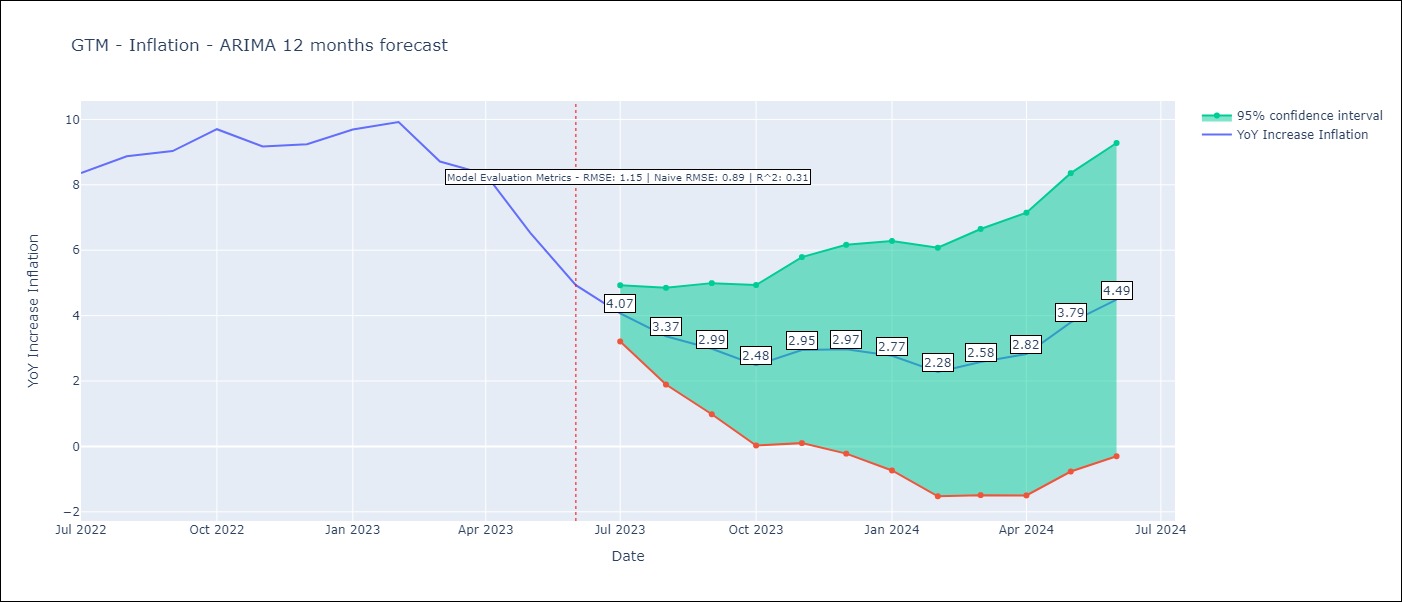 GTM - Inflation - ARIMA 12 months forecast
95% confidence interval
YoY Increase Inflation
Model Evaluation Metrics - RMSE: 1.15 | Naive RMSE: 0.89 | R^2: 0.31
YoY Increase Inflation
10
8
6
4
2
0
−2
4.07
3.37
2.99
2.48
2.95
2.97
2.77
2.28
2.58
2.82
3.79
4.49
Jul 2022
Oct 2022
Jan 2023
Apr 2023
Jul 2023
Oct 2023
Jan 2024
Apr 2024
Jul 2024
Date